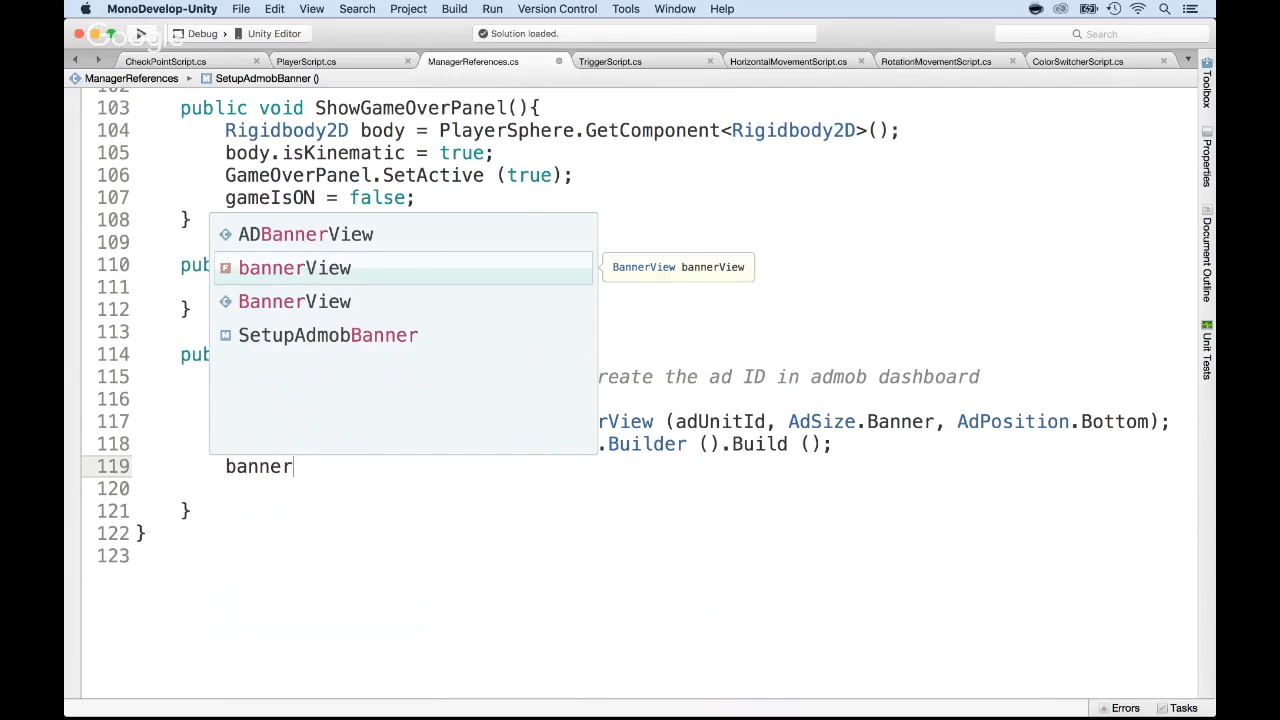 MonoDevelop-Unity File Edit View Search Project Build Run Version Control Tools Window Help
Google
Debug › Unity Editor Solution loaded. Search
CheckPointScript.cs PlayerScript.cs ManagerReferences.cs TriggerScript.cs HorizontalMovementScript.cs RotationMovementScript.cs ColorSwitcherScript.cs
ManagerReferences SetupAdmobBanner ()
102
103 public void ShowGameOverPanel(){
104 Rigidbody2D body = PlayerSphere.GetComponent<Rigidbody2D>();
105 body.isKinematic = true;
106 GameOverPanel.SetActive (true);
107 gameIsON = false;
108 }
109 ADBannerView
110 pub bannerView BannerView bannerView
111 BannerView
112 }
113 SetupAdmobBanner
114 pub
115 reate the ad ID in admob dashboard
116
117 rView (adUnitId, AdSize.Banner, AdPosition.Bottom);
118 .Builder ().Build ();
119 banner
120
121 }
122 }
123
Toolbox
Properties
Document Outline
Unit Tests
Errors Tasks